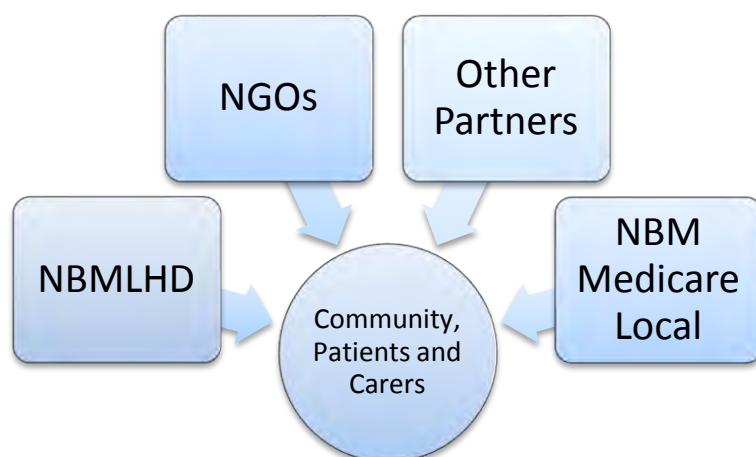 NGOs
Other
Partners
NBMLHD
NBM
Medicare
Local
Community,
Patients and
Carers